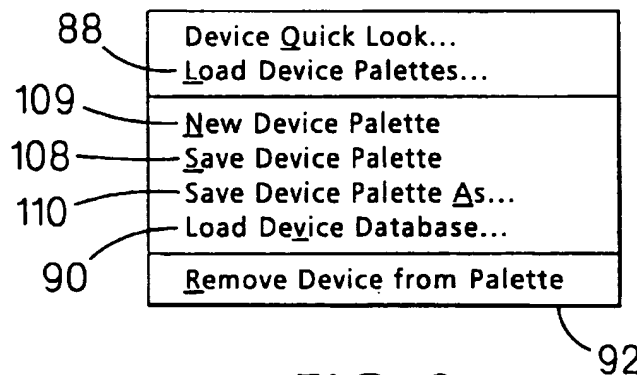 88
Device Quick Look...
Load Device Palettes...
109
New Device Palette
108
Save Device Palette
110
Save Device Palette As...
90
Load Device Database...
Remove Device from Palette
92